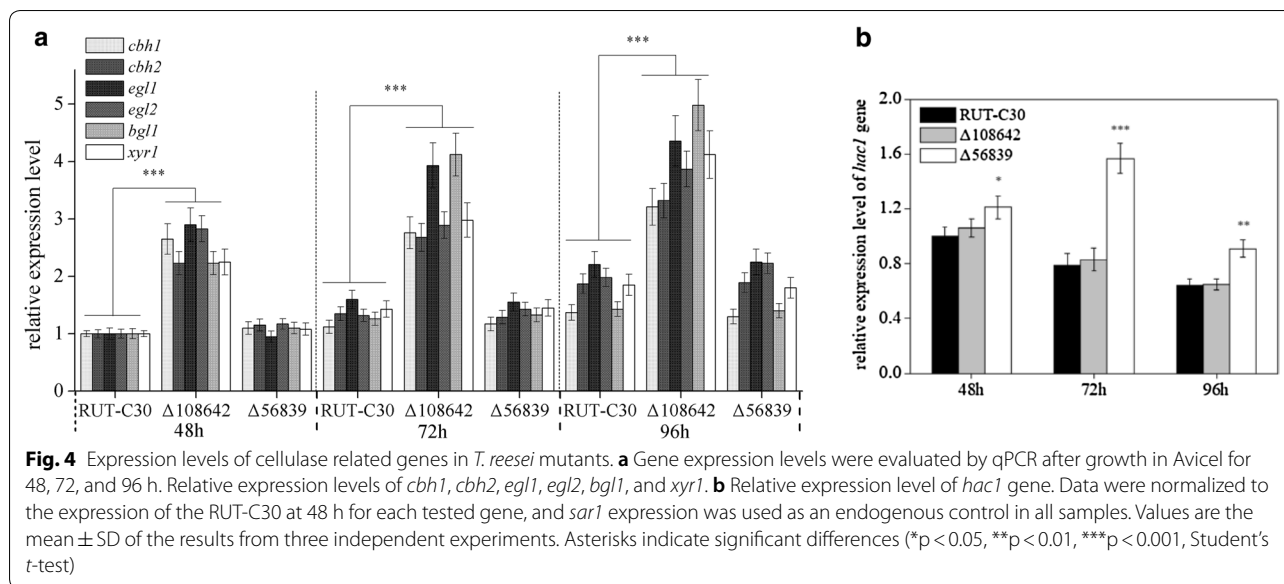 a
cbh1
cbh2
egl1
egl2
bgl1
xyr1
relative expression level
5
4
3
2
1
0
***
***
***
RUT-C30 Δ108642 Δ56839 RUT-C30 Δ108642 Δ56839 RUT-C30 Δ108642 Δ56839
48h 72h 96h
b
relative expression level of hac1 gene
2.0
1.6
1.2
0.8
0.4
0.0
RUT-C30
Δ108642
Δ56839
*
***
**
48h 72h 96h
Fig. 4 Expression levels of cellulase related genes in T. reesei mutants. a Gene expression levels were evaluated by qPCR after growth in Avicel for
48, 72, and 96 h. Relative expression levels of cbh1, cbh2, egl1, egl2, bgl1, and xyr1. b Relative expression level of hac1 gene. Data were normalized to
the expression of the RUT-C30 at 48 h for each tested gene, and sar1 expression was used as an endogenous control in all samples. Values are the
mean ± SD of the results from three independent experiments. Asterisks indicate significant differences (*p < 0.05, **p < 0.01, ***p < 0.001, Student's
t-test)